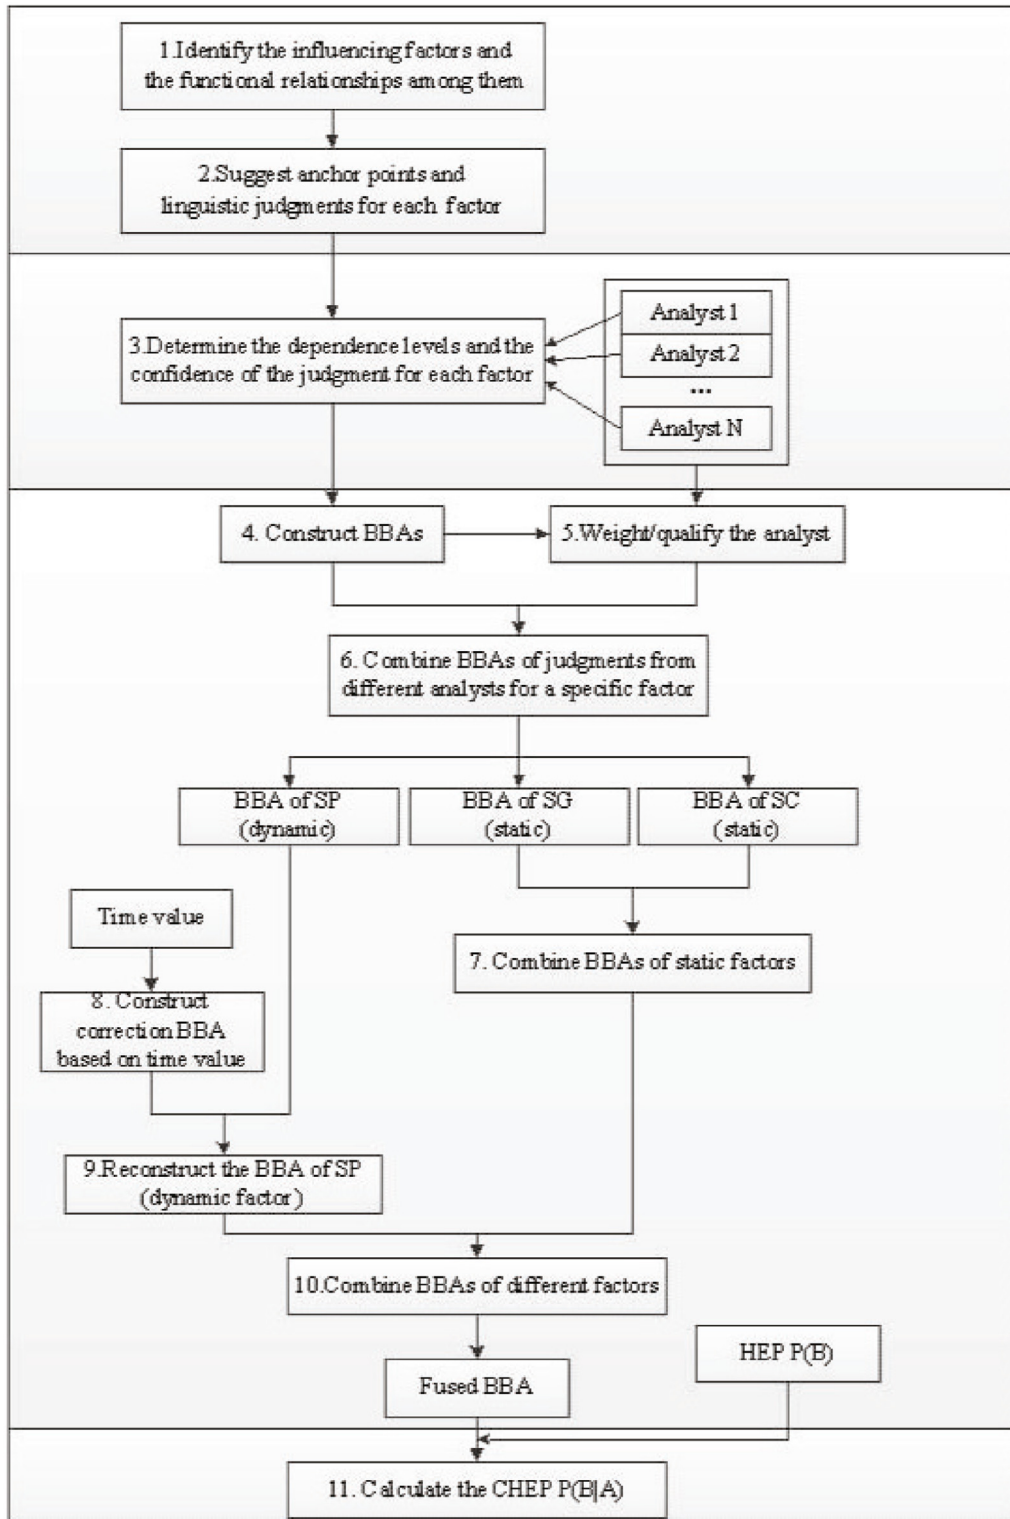 1.Identify the influencing factors and
the functional relationships among them
2.Suggest anchor points and
linguistic judgments for each factor
3.Determine the dependence levels and the
confidence of the judgment for each factor
Analyst 1
Analyst 2
...
Analyst N
4. Construct BBAs
5.Weight/qualify the analyst
6. Combine BBAs of judgments from
different analysts for a specific factor
BBA of SP
(dynamic)
BBA of SG
(static)
BBA of SC
(static)
Time value
7. Combine BBAs of static factors
8. Construct
correction BBA
based on time value
9.Reconstruct the BBA of SP
(dynamic factor)
10.Combine BBAs of different factors
HEP P(B)
Fused BBA
11. Calculate the CHEP P(B|A)